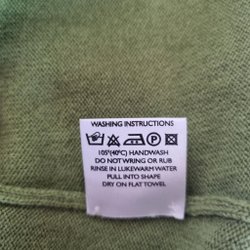 WASHING INSTRUCTIONS
P
105°(40°C) HANDWASH
DO NOT WRING OR RUB
RINSE IN LUKEWARM WATER
PULL INTO SHAPE
DRY ON FLAT TOWEL